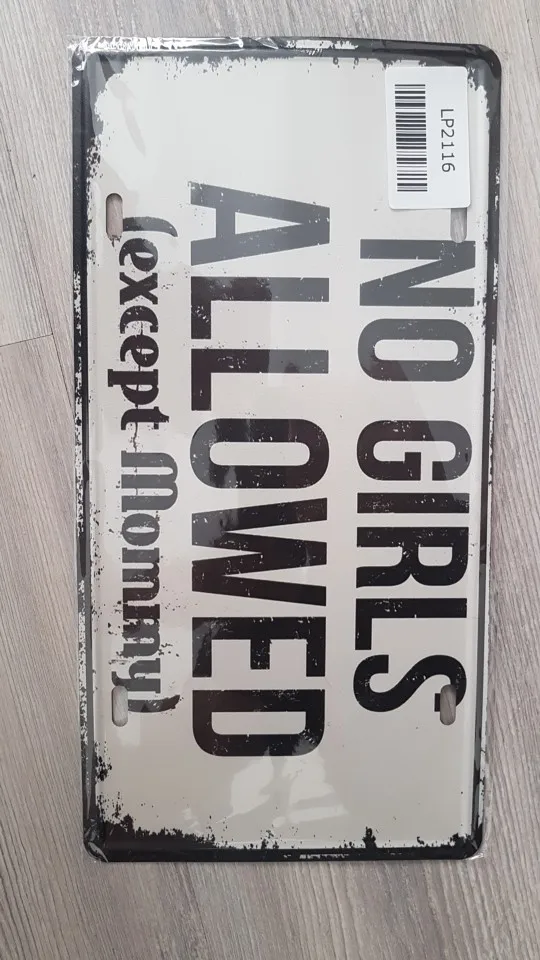 LP2116
NO GIRLS
ALLOWED
(except Mommy)